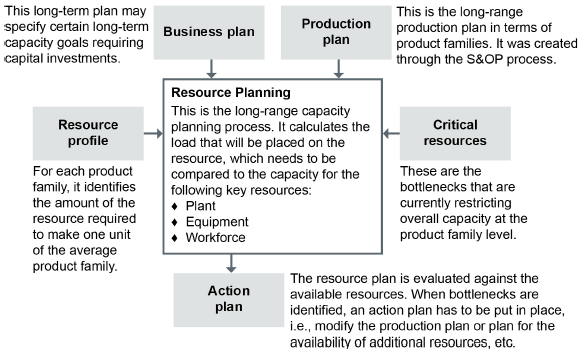 This long-term plan may
specify certain long-term
capacity goals requiring
capital investments.
Business plan
Production
plan
This is the long-range
production plan in terms of
product families. It was created
through the S&OP process.
Resource
profile
For each product
family, it identifies
the amount of the
resource required
to make one unit
of the average
product family.
Resource Planning
This is the long-range capacity
planning process. It calculates the
load that will be placed on the
resource, which needs to be
compared to the capacity for the
following key resources:
♦ Plant
♦ Equipment
♦ Workforce
Critical
resources
These are the
bottlenecks that are
currently restricting
overall capacity at the
product family level.
Action
plan
The resource plan is evaluated against the
available resources. When bottlenecks are
identified, an action plan has to be put in place,
i.e., modify the production plan or plan for the
availability of additional resources, etc.